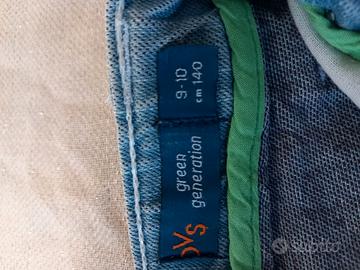 9-10
cm 140
green
generation
OVS
subito